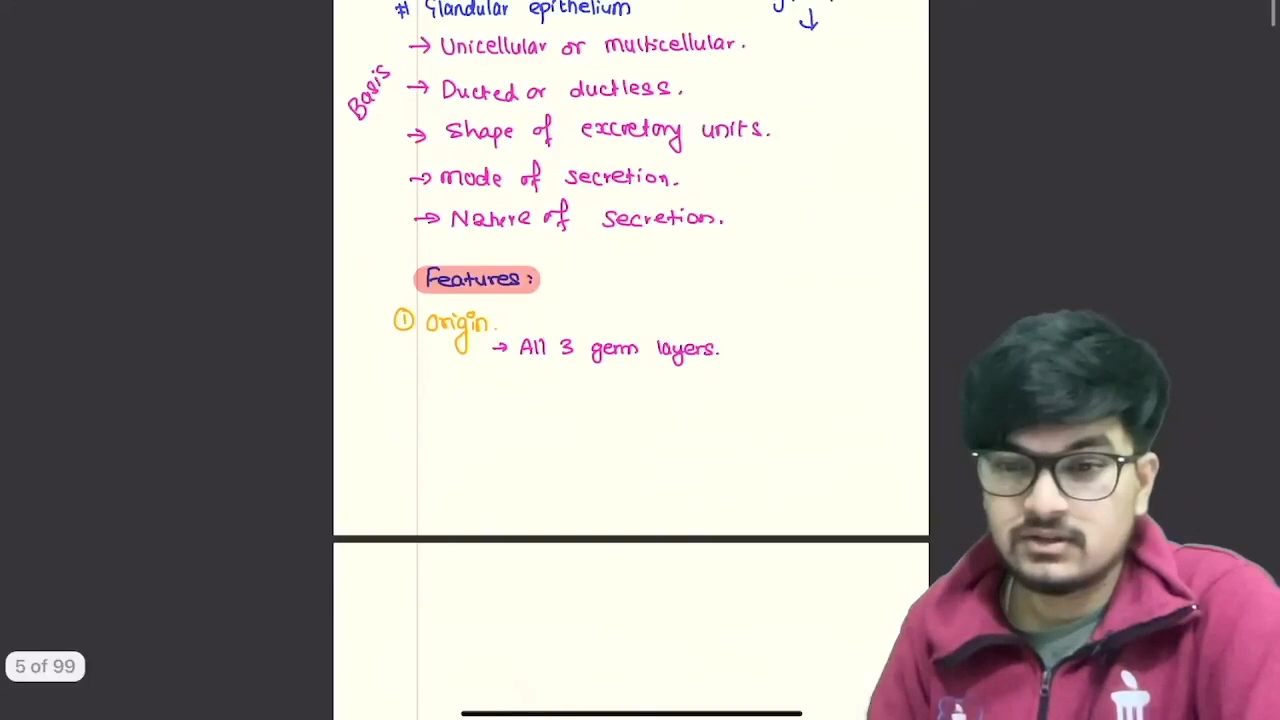 * Glandular epithelium
→ Unicellular or multicellular.
Basis
→ Ducted or ductless.
→ Shape of excretory units.
→ Mode of secretion.
→ Nature of secretion.
Features:
① Origin.
→ All 3 germ layers.
5 of 99